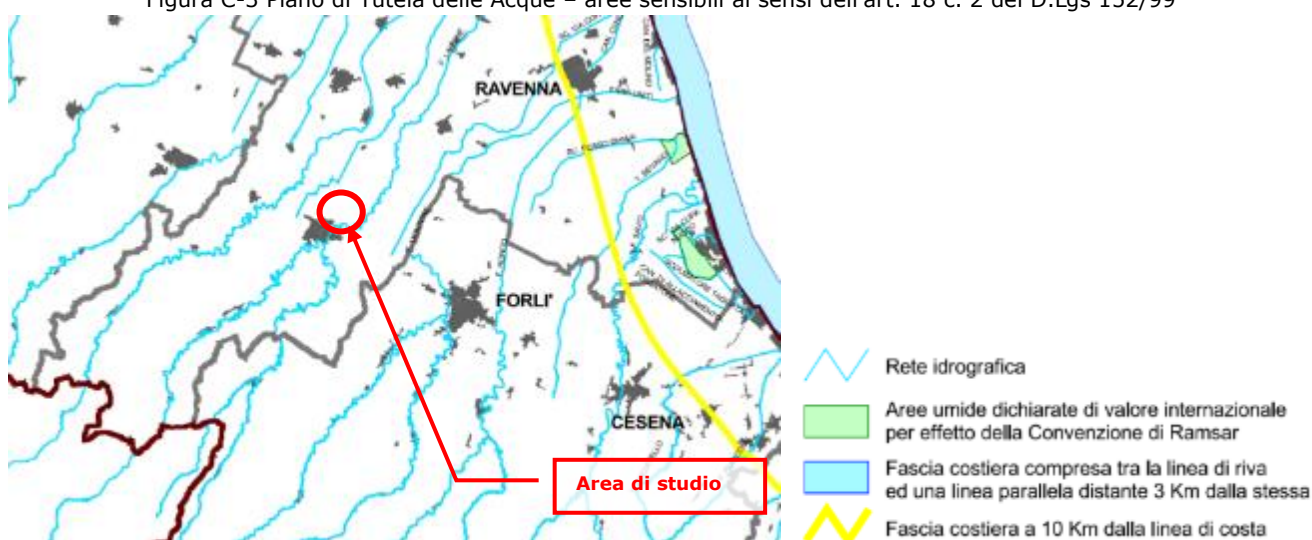 Figura C-5 Piano di Tutela delle Acque – aree sensibili ai sensi dell'art. 18 c. 2 del D.Lgs 152/99
RAVENNA
FORLI'
CESENA
Area di studio
Rete idrografica
Aree umide dichiarate di valore internazionale
per effetto della Convenzione di Ramsar
Fascia costiera compresa tra la linea di riva
ed una linea parallela distante 3 Km dalla stessa
Fascia costiera a 10 Km dalla linea di costa